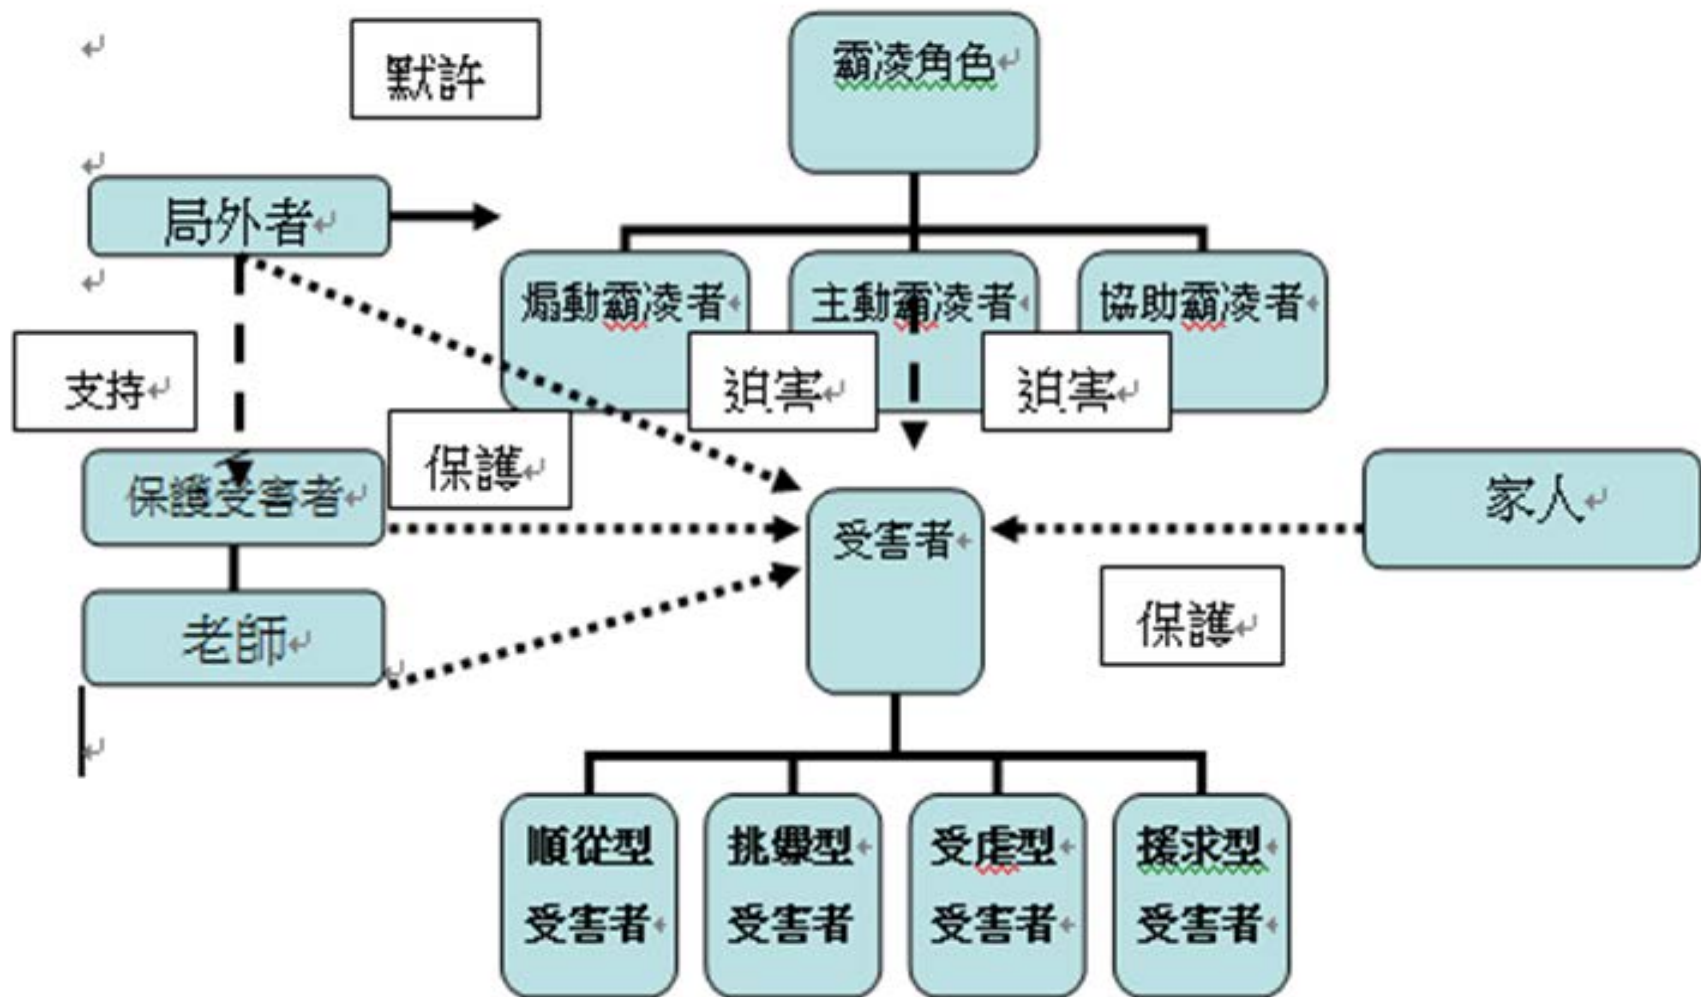 默許
霸凌角色
局外者
煽動霸凌者
主動霸凌者
協助霸凌者
支持
迫害
迫害
保護
保護受害者
受害者
家人
老師
保護
順從型
受害者
挑釁型
受害者
受虐型
受害者
援求型
受害者